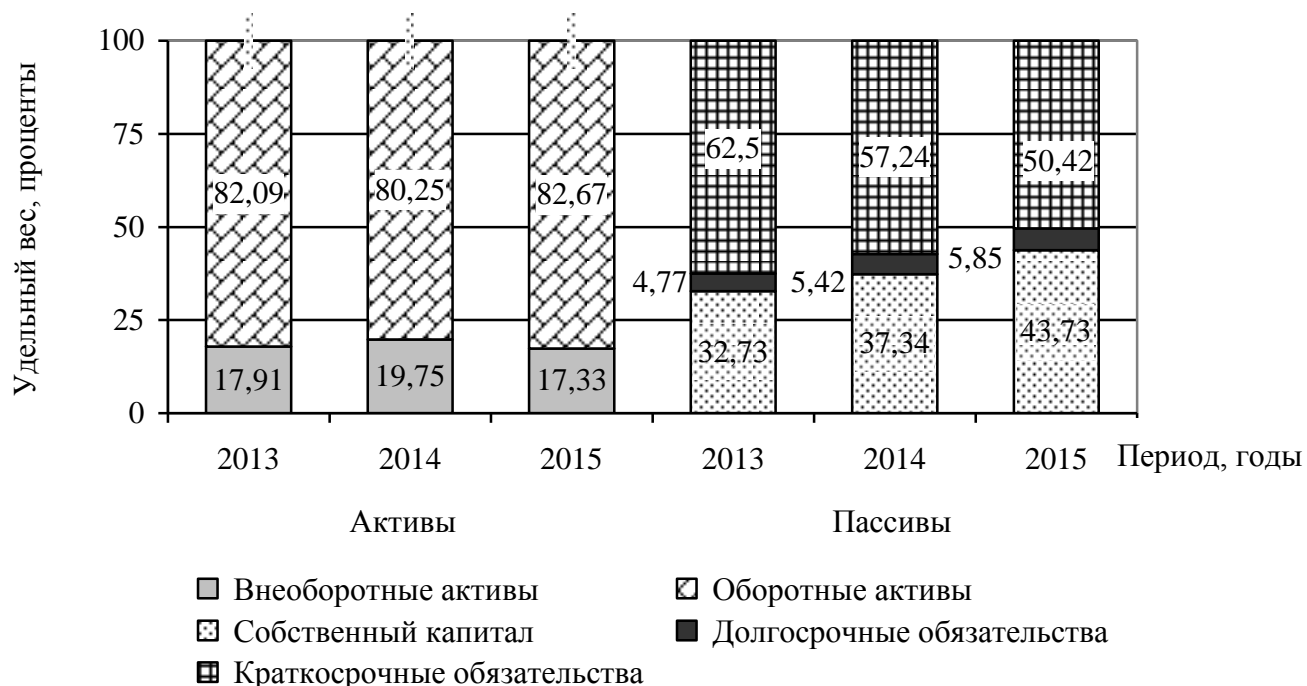 Удельный вес, проценты
100
75
50
25
0
82,09
80,25
82,67
62,5
57,24
50,42
4,77
5,42
5,85
17,91
19,75
17,33
32,73
37,34
43,73
2013
2014
2015
2013
2014
2015
Период, годы
Активы
Пассивы
Внеоборотные активы
Оборотные активы
Собственный капитал
Долгосрочные обязательства
Краткосрочные обязательства